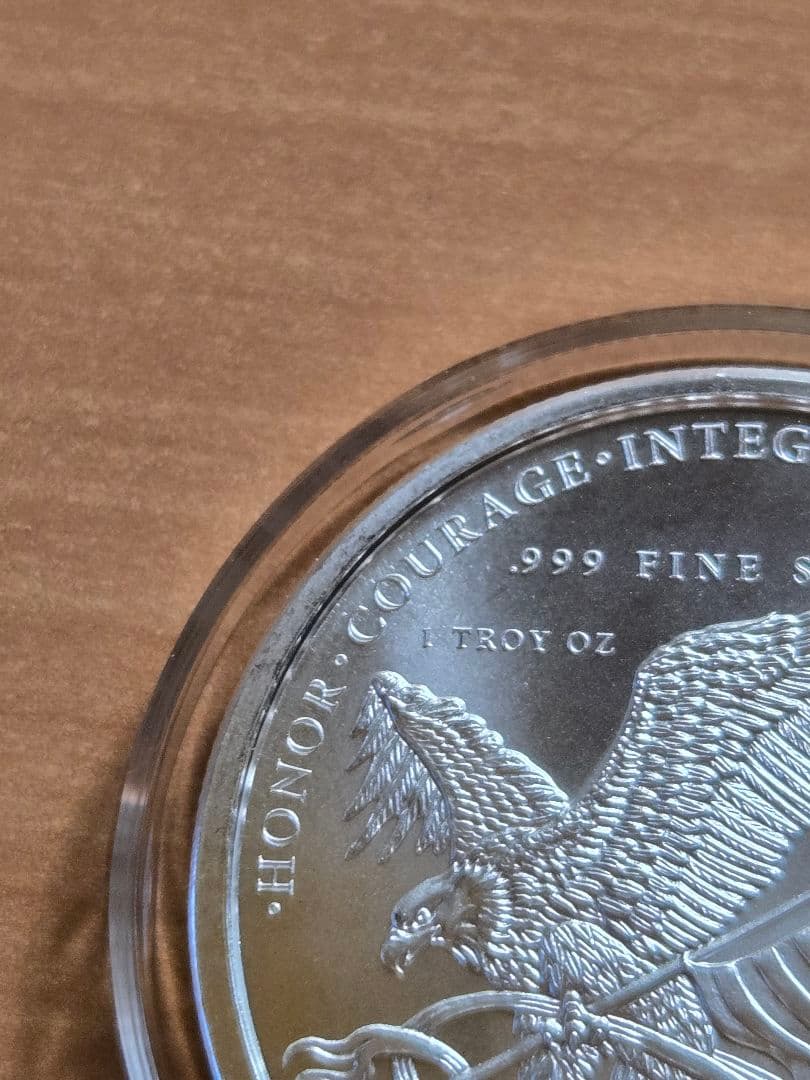 ·HONOR·COURAGE·INTEG
.999 FINE S
1 TROY OZ